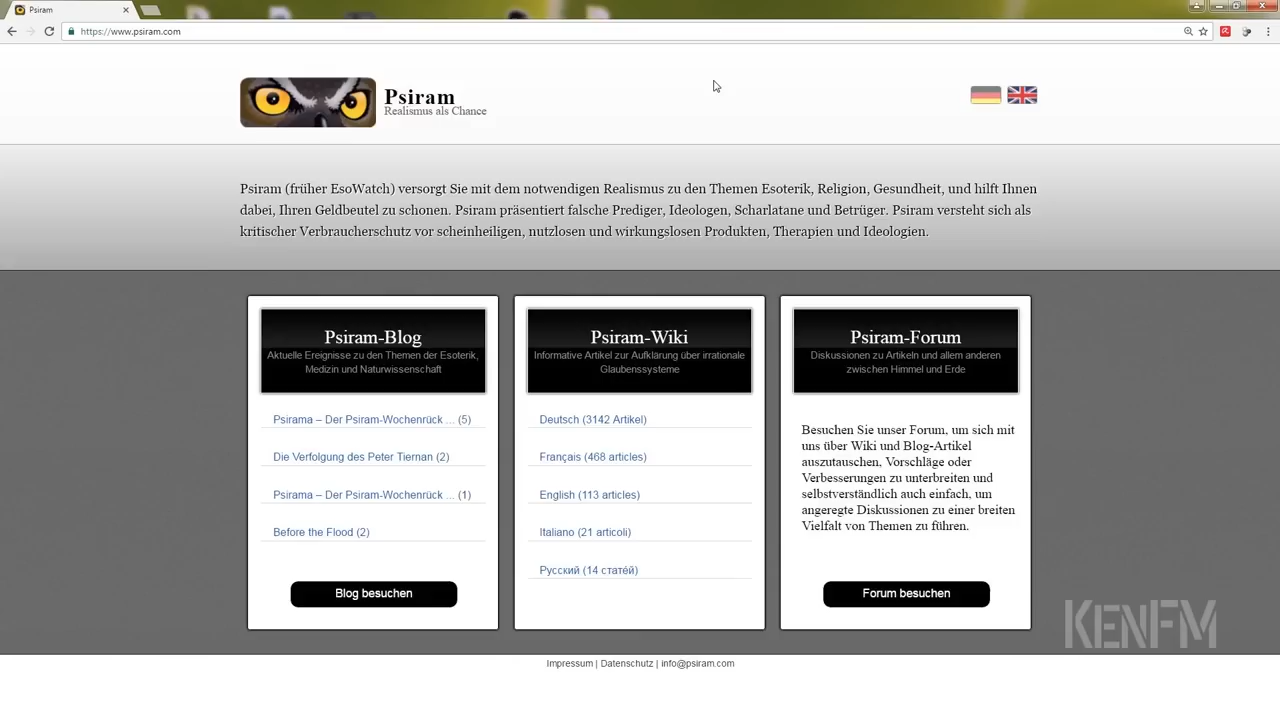 Psiram
https://www.psiram.com
Psiram
Realismus als Chance
Psiram (früher EsoWatch) versorgt Sie mit dem notwendigen Realismus zu den Themen Esoterik, Religion, Gesundheit, und hilft Ihnen
dabei, Ihren Geldbeutel zu schonen. Psiram präsentiert falsche Prediger, Ideologen, Scharlatane und Betrüger. Psiram versteht sich als
kritischer Verbraucherschutz vor scheinheiligen, nutzlosen und wirkungslosen Produkten, Therapien und Ideologien.
Psiram-Blog
Aktuelle Ereignisse zu den Themen der Esoterik,
Medizin und Naturwissenschaft
Psirama – Der Psiram-Wochenrück ... (5)
Die Verfolgung des Peter Tiernan (2)
Psirama – Der Psiram-Wochenrück ... (1)
Before the Flood (2)
Blog besuchen
Psiram-Wiki
Informative Artikel zur Aufklärung über irrationale
Glaubenssysteme
Deutsch (3142 Artikel)
Français (468 articles)
English (113 articles)
Italiano (21 articoli)
Русский (14 статéй)
Psiram-Forum
Diskussionen zu Artikeln und allem anderen
zwischen Himmel und Erde
Besuchen Sie unser Forum, um sich mit
uns über Wiki und Blog-Artikel
auszutauschen, Vorschläge oder
Verbesserungen zu unterbreiten und
selbstverständlich auch einfach, um
angeregte Diskussionen zu einer breiten
Vielfalt von Themen zu führen.
Forum besuchen
KENFM
Impressum | Datenschutz | info@psiram.com